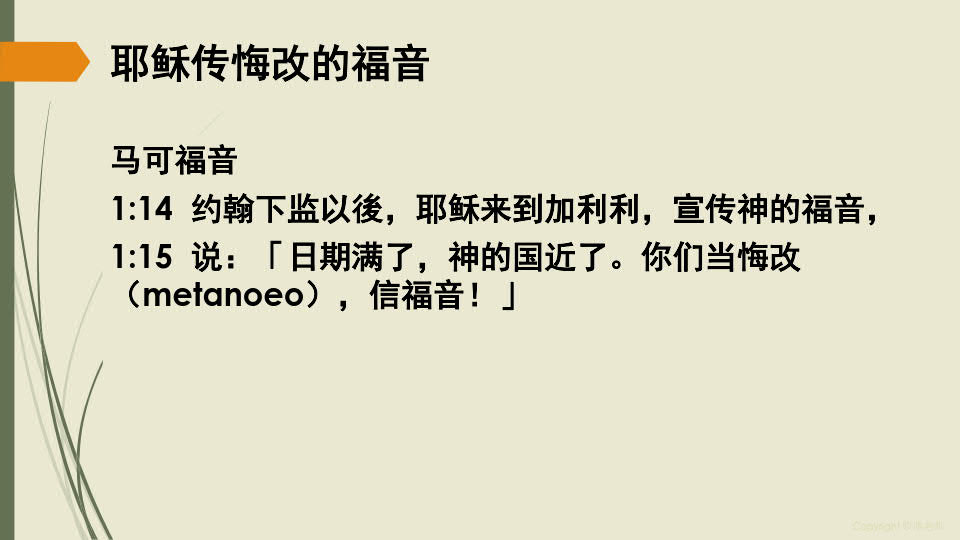 耶稣传悔改的福音
马可福音
1:14 约翰下监以後，耶稣来到加利利，宣传神的福音，
1:15 说：「日期满了，神的国近了。你们当悔改
（metanoeo），信福音！」
Copyright